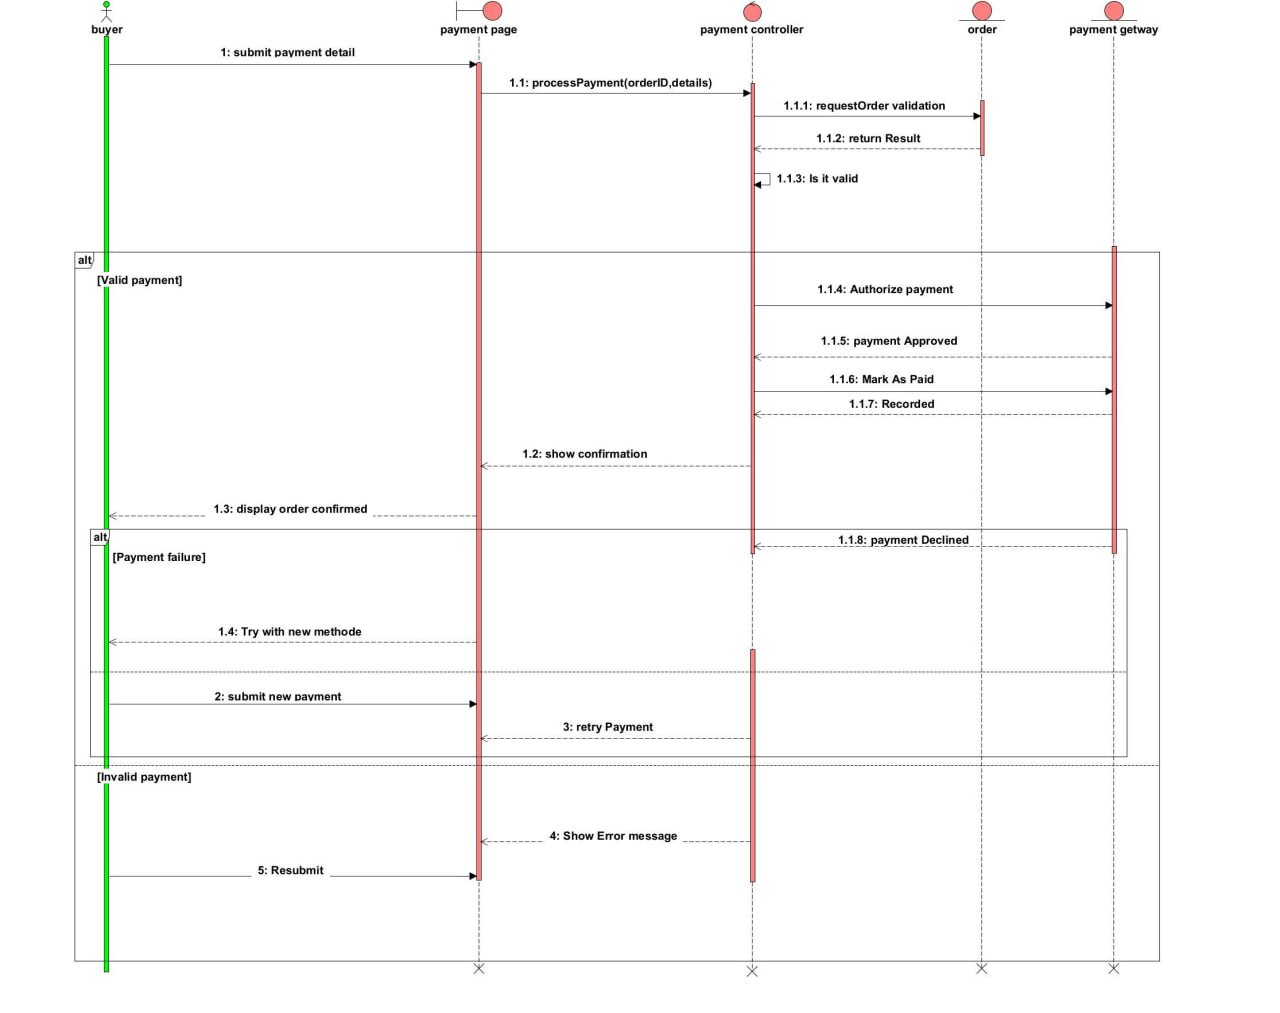 buyer
payment page
payment controller
order
payment getway
1: submit payment detail
1.1: processPayment(orderID,details)
1.1.1: requestOrder validation
1.1.2: return Result
1.1.3: Is it valid
alt
[Valid payment]
1.1.4: Authorize payment
1.1.5: payment Approved
1.1.6: Mark As Paid
1.1.7: Recorded
1.2: show confirmation
1.3: display order confirmed
alt
1.1.8: payment Declined
[Payment failure]
1.4: Try with new methode
2: submit new payment
3: retry Payment
[Invalid payment]
4: Show Error message
5: Resubmit